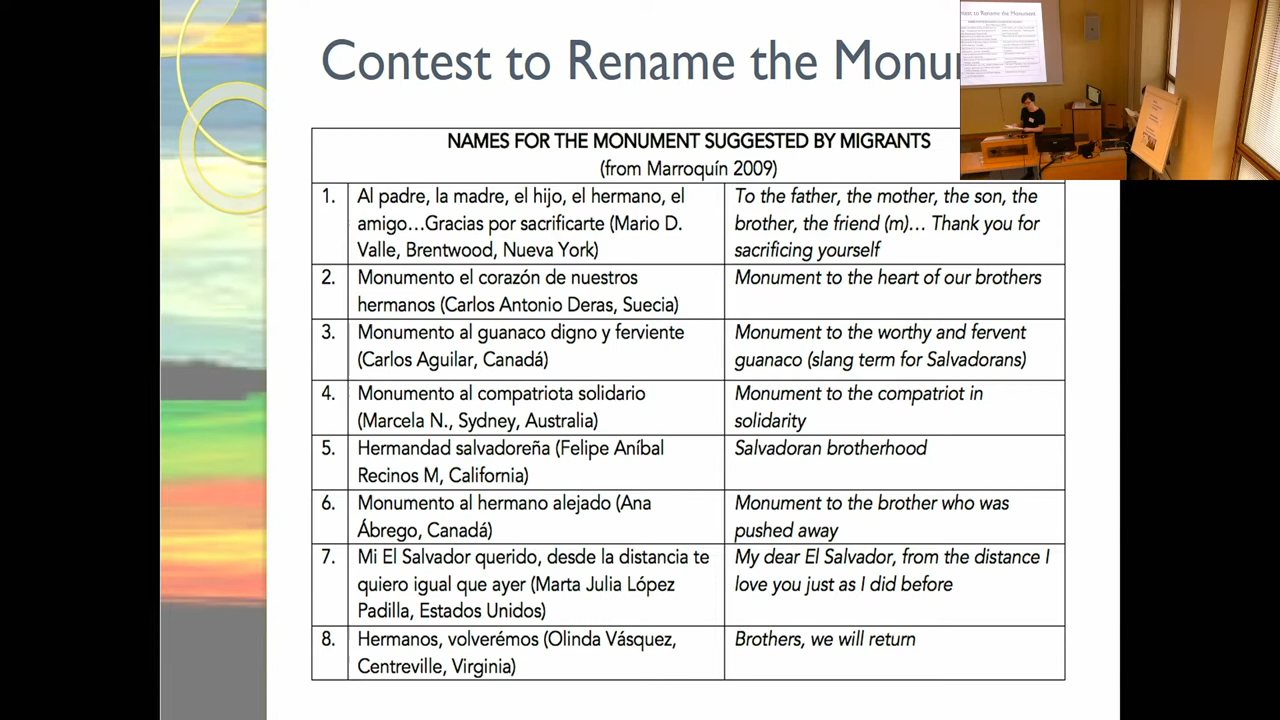 Contest to Rename the Monu
NAMES FOR THE MONUMENT SUGGESTED BY MIGRANTS
(from Marroquín 2009)
1. Al padre, la madre, el hijo, el hermano, el
amigo…Gracias por sacrificarte (Mario D.
Valle, Brentwood, Nueva York)
To the father, the mother, the son, the
brother, the friend (m)… Thank you for
sacrificing yourself
2. Monumento el corazón de nuestros
hermanos (Carlos Antonio Deras, Suecia)
Monument to the heart of our brothers
3. Monumento al guanaco digno y ferviente
(Carlos Aguilar, Canadá)
Monument to the worthy and fervent
guanaco (slang term for Salvadorans)
4. Monumento al compatriota solidario
(Marcela N., Sydney, Australia)
Monument to the compatriot in
solidarity
5. Hermandad salvadoreña (Felipe Aníbal
Recinos M, California)
Salvadoran brotherhood
6. Monumento al hermano alejado (Ana
Ábrego, Canadá)
Monument to the brother who was
pushed away
7. Mi El Salvador querido, desde la distancia te
quiero igual que ayer (Marta Julia López
Padilla, Estados Unidos)
My dear El Salvador, from the distance I
love you just as I did before
8. Hermanos, volverémos (Olinda Vásquez,
Centreville, Virginia)
Brothers, we will return
to Rename the Monument